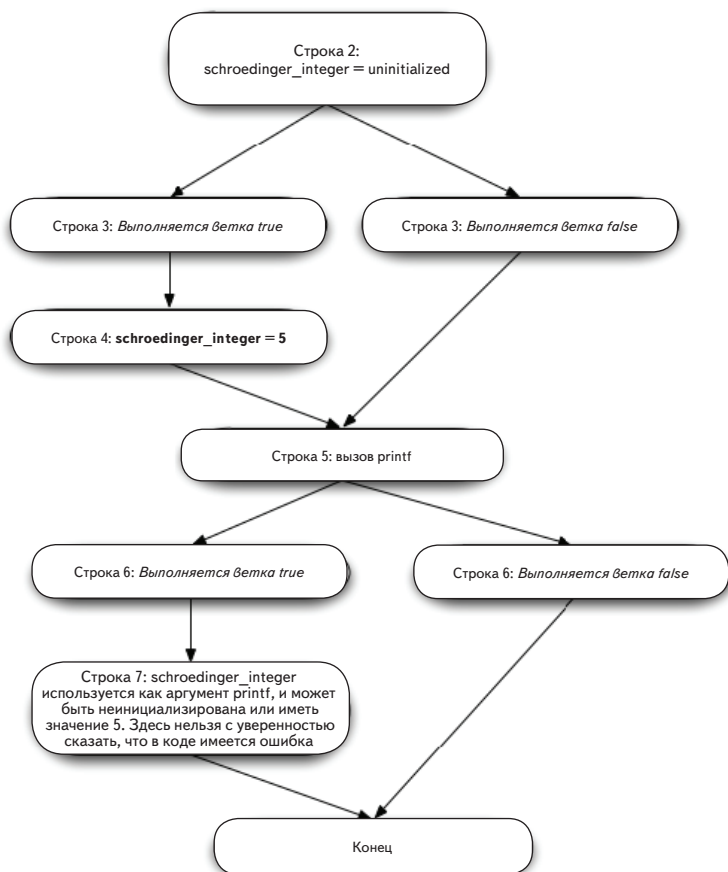 Строка 2:
schroedinger_integer = uninitialized
Строка 3: Выполняется ветка true
Строка 3: Выполняется ветка false
Строка 4: schroedinger_integer = 5
Строка 5: вызов printf
Строка 6: Выполняется ветка true
Строка 6: Выполняется ветка false
Строка 7: schroedinger_integer
используется как аргумент printf, и может
быть неинициализирована или иметь
значение 5. Здесь нельзя с уверенностью
сказать, что в коде имеется ошибка
Конец